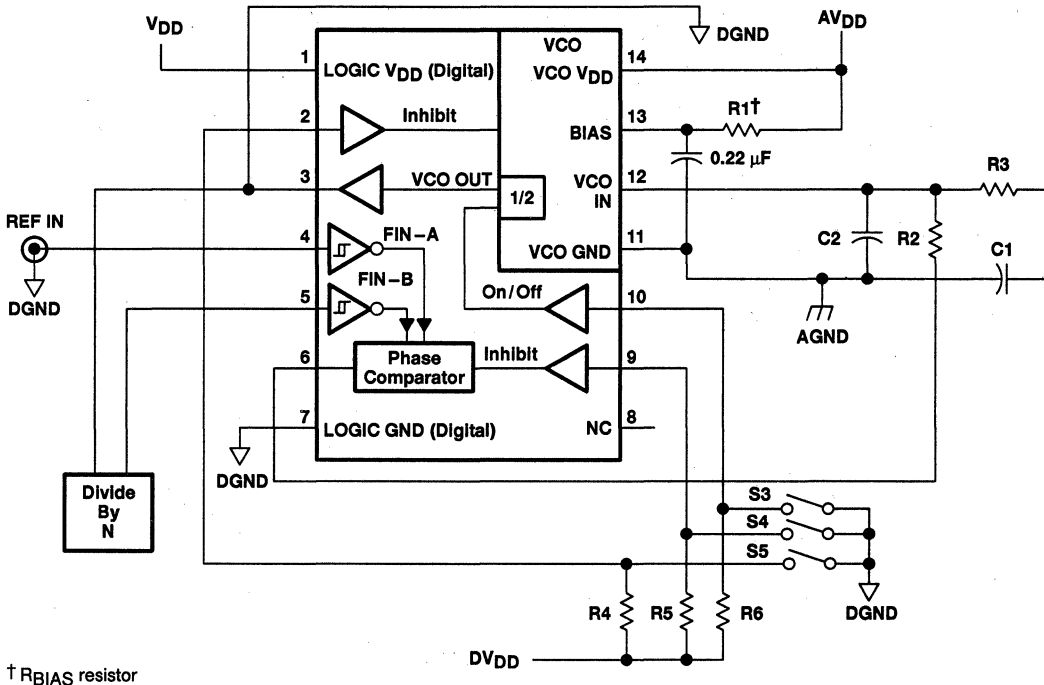 VDD
DGND
AVDD
1
LOGIC VDD (Digital)
VCO
VCO VDD
14
2
Inhibit
BIAS
13
R1†
0.22 μF
3
VCO OUT
1/2
VCO IN
12
R3
REF IN
DGND
4
FIN–A
VCO GND
11
C2
R2
C1
FIN–B
5
On/Off
10
AGND
6
Phase Comparator
Inhibit
9
7
LOGIC GND (Digital)
NC
8
DGND
Divide By N
S3
S4
S5
R4
R5
R6
DGND
DVDD
† RBIAS resistor